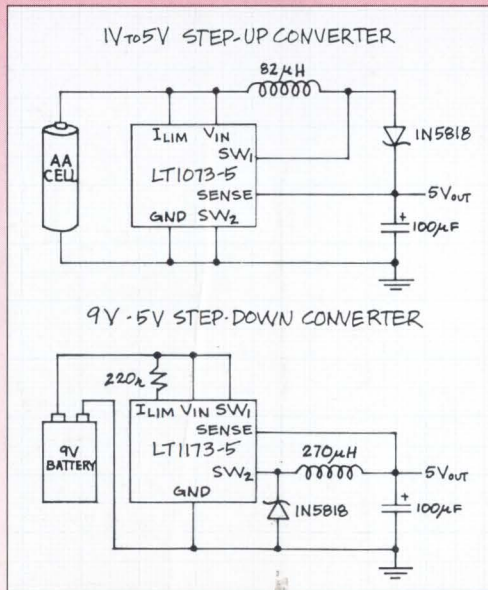 1V TO 5V STEP-UP CONVERTER
82µH
ILIM VIN
SW1
1N5818
AA
CELL
LT1073-5
SENSE
5VOUT
GND SW2
+
100µF
9V-5V STEP-DOWN CONVERTER
220Ω
ILIM VIN SW1
SENSE
9V
BATTERY
LT1173-5
270µH
SW2
5VOUT
GND
1N5818
+
100µF